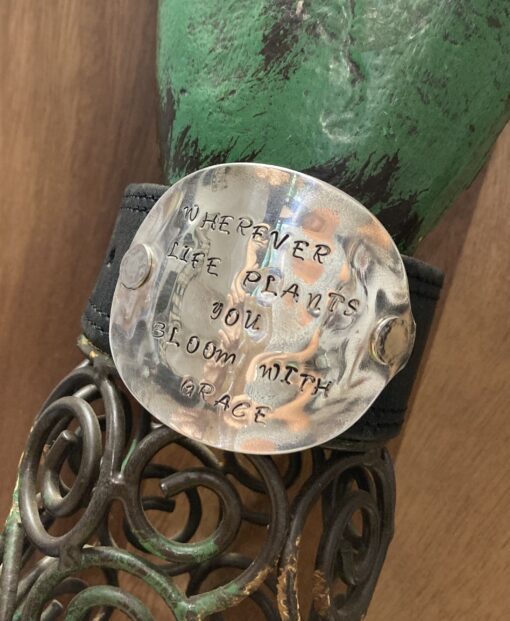 WHEREVER
LIFE PLANTS
YOU
BLOOM WITH
GRACE